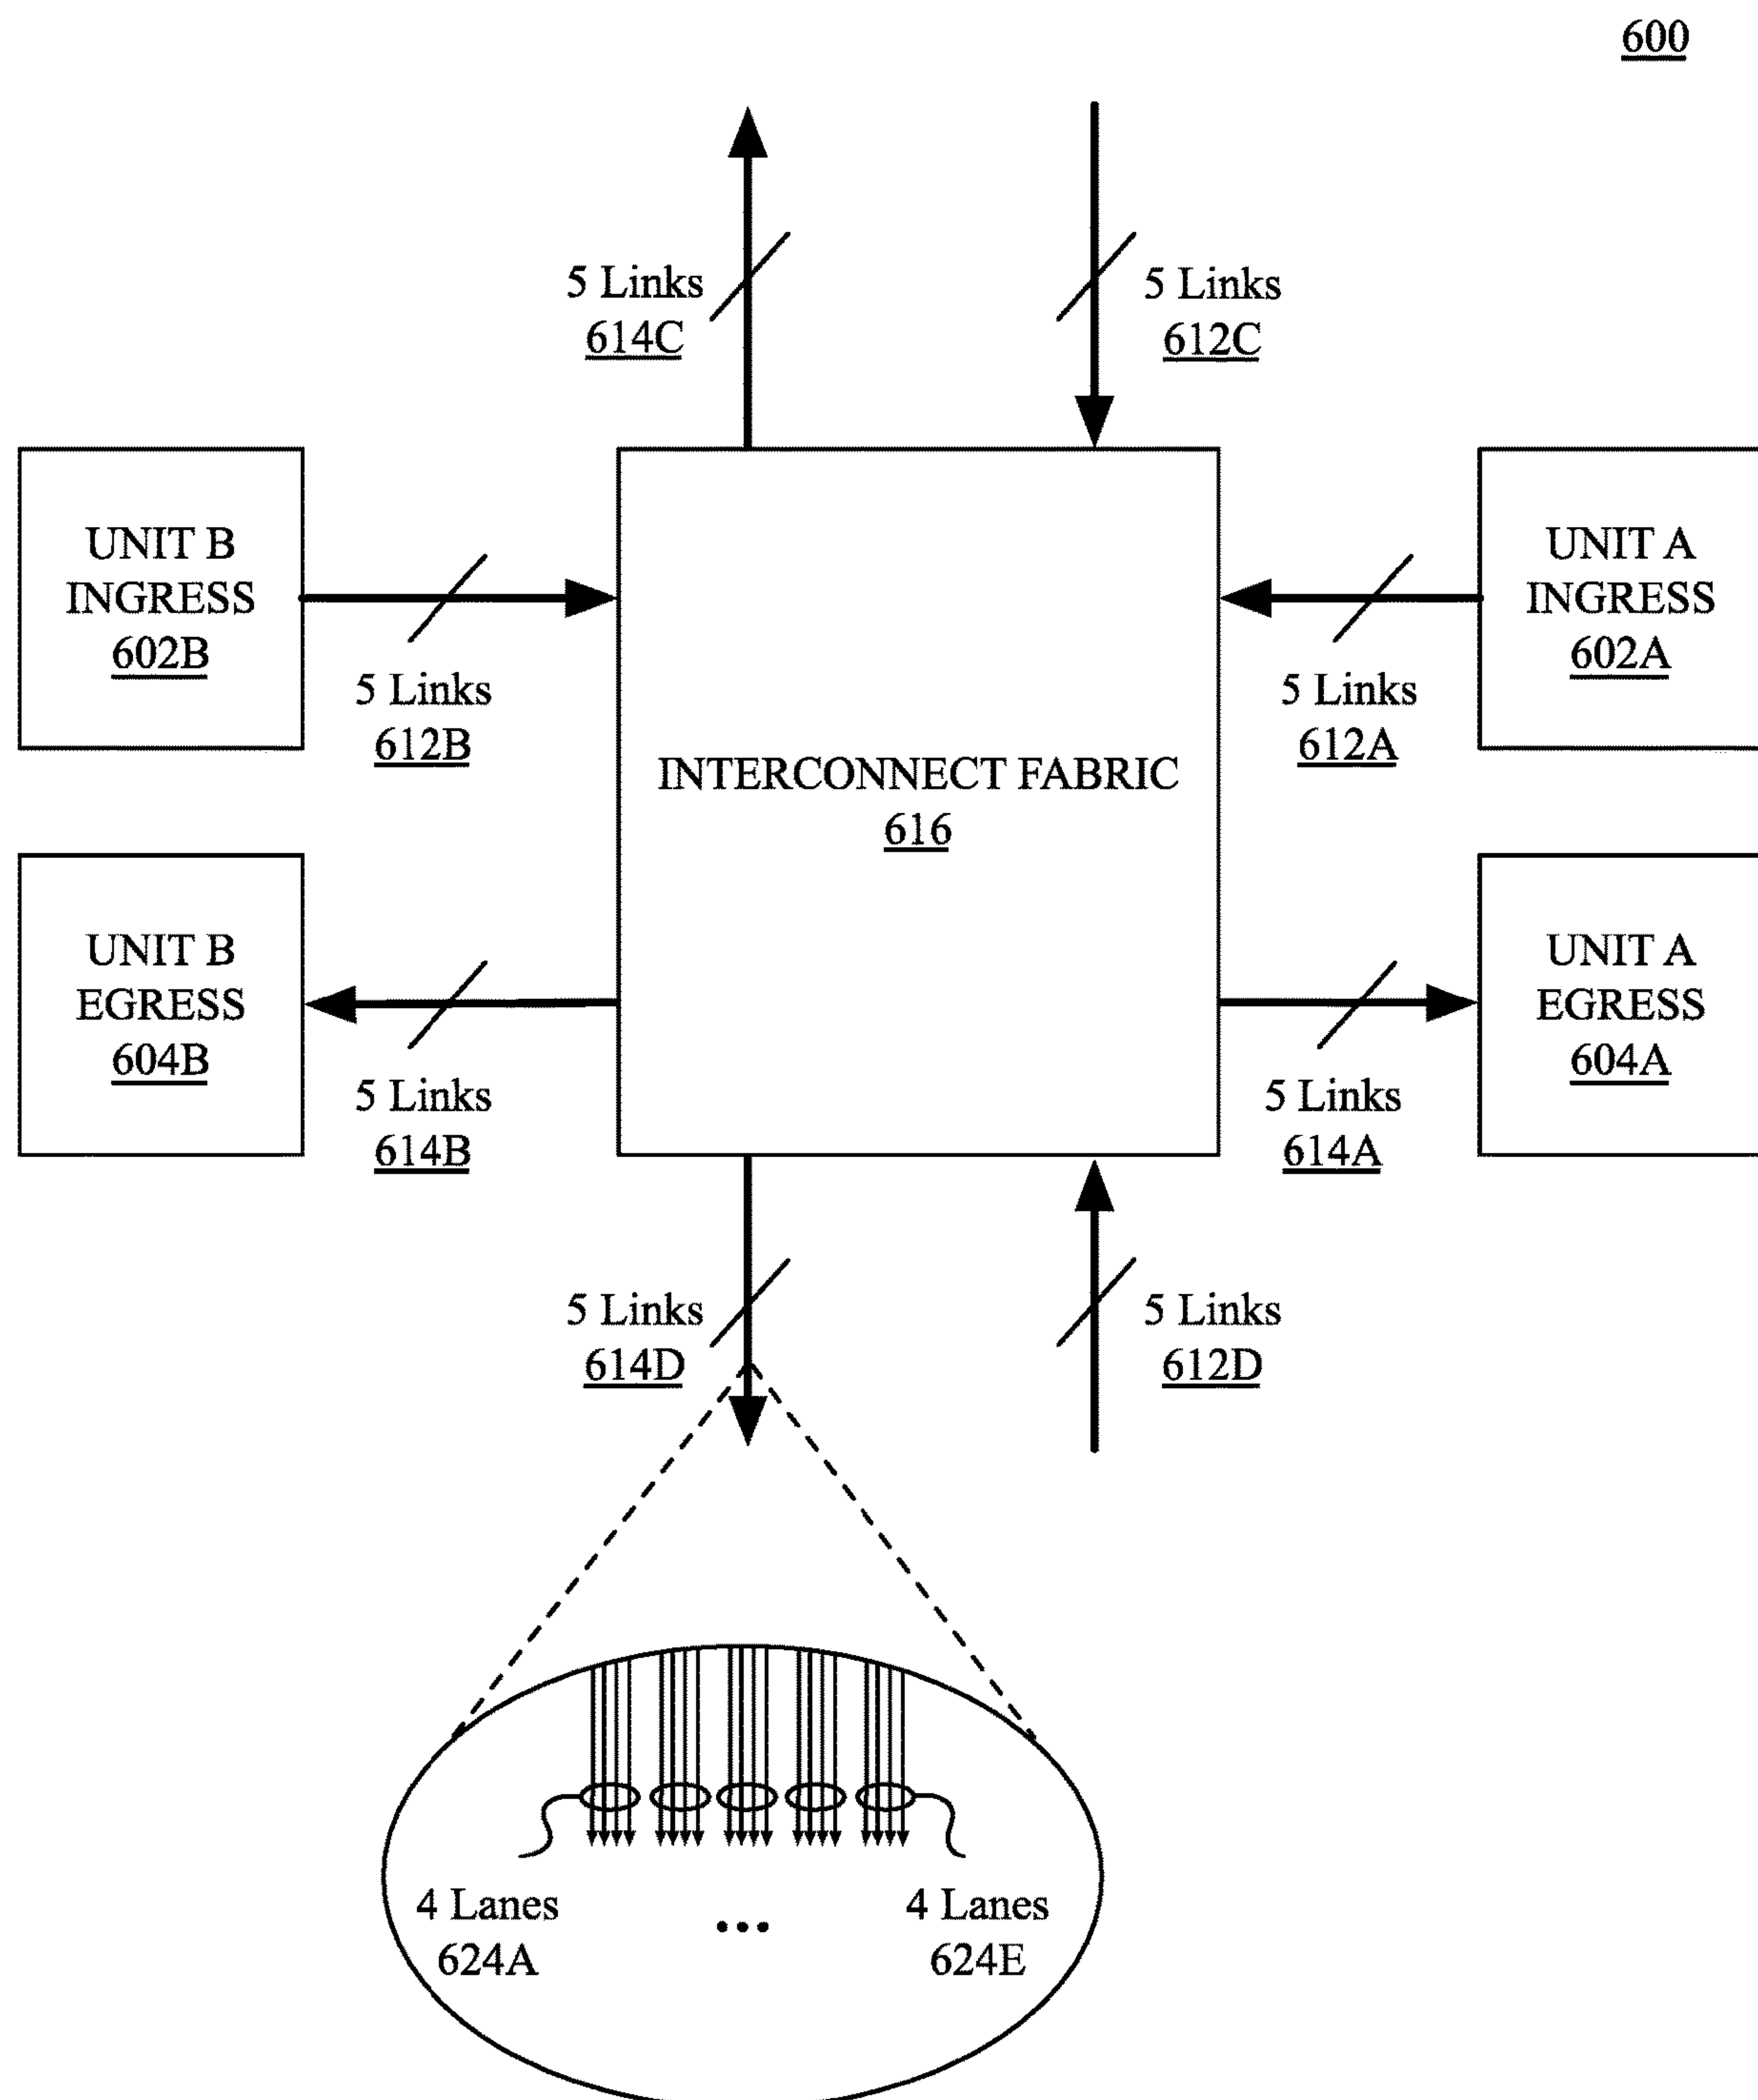 600
5 Links
614C
5 Links
612C
UNIT B
INGRESS
602B
5 Links
612B
INTERCONNECT FABRIC
616
UNIT A
INGRESS
602A
5 Links
612A
UNIT B
EGRESS
604B
5 Links
614B
UNIT A
EGRESS
604A
5 Links
614A
5 Links
614D
5 Links
612D
4 Lanes
624A
...
4 Lanes
624E